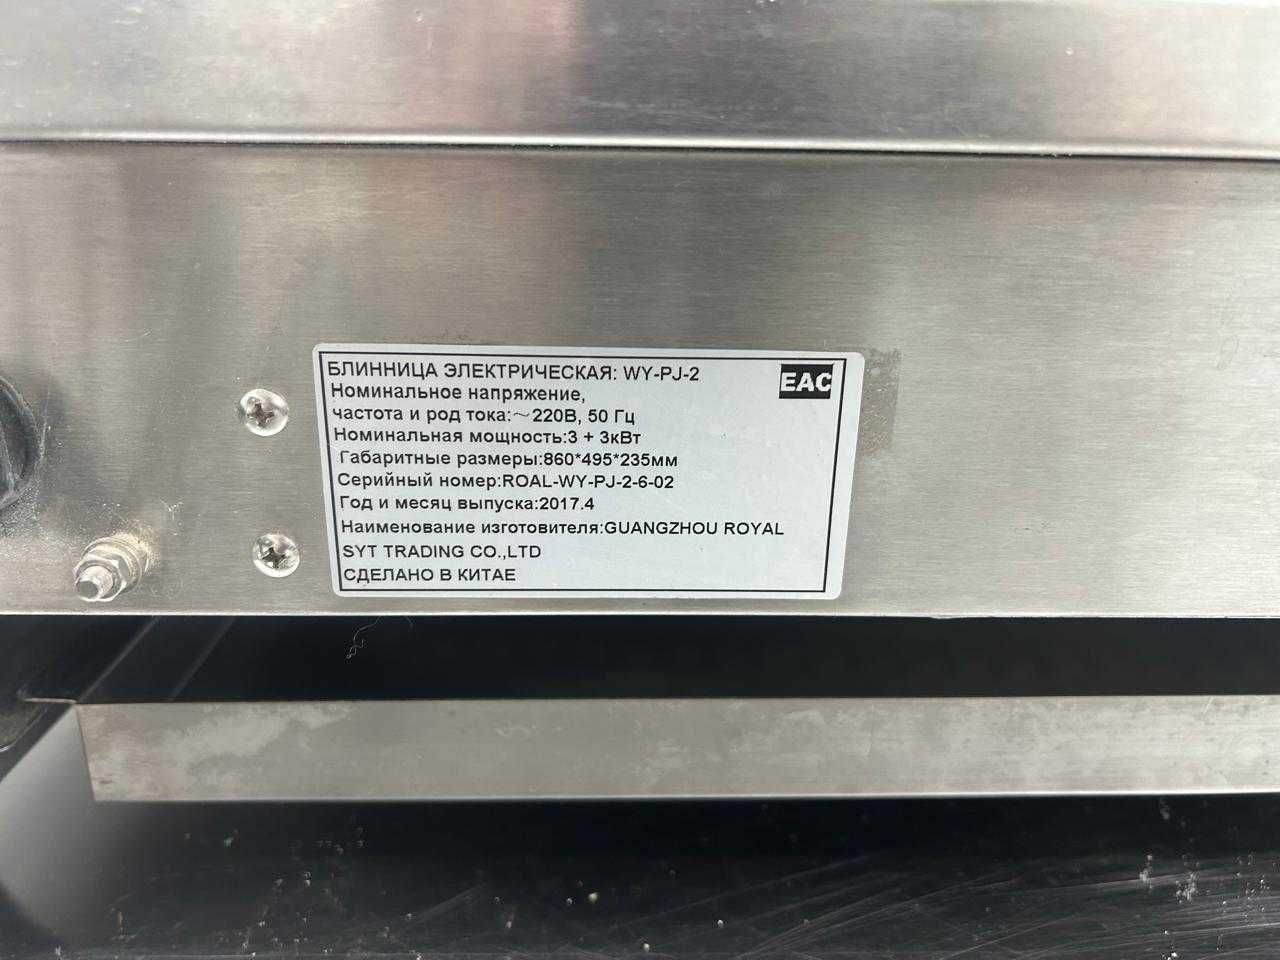 БЛИННИЦА ЭЛЕКТРИЧЕСКАЯ: WY-PJ-2
EAC
Номинальное напряжение,
частота и род тока:~220В, 50 Гц
Номинальная мощность:3 + 3кВт
Габаритные размеры:860*495*235мм
Серийный номер:ROAL-WY-PJ-2-6-02
Год и месяц выпуска:2017.4
Наименование изготовителя:GUANGZHOU ROYAL
SYT TRADING CO.,LTD
СДЕЛАНО В КИТАЕ